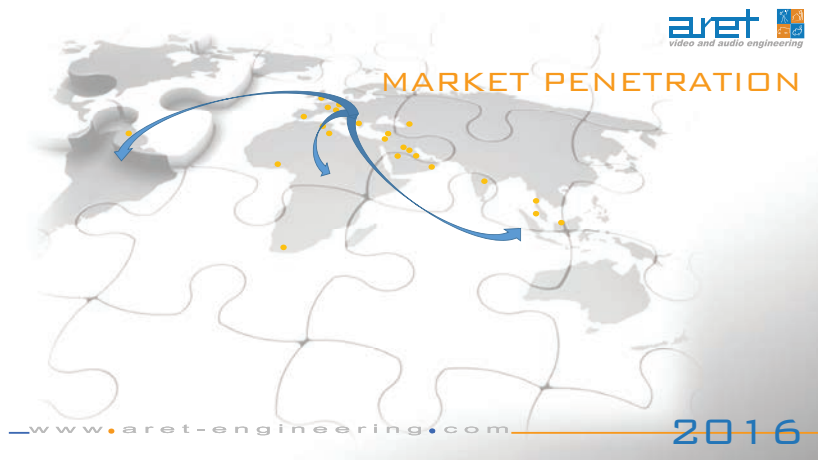 aret
video and audio engineering
MARKET PENETRATION
www.aret-engineering.com
2016